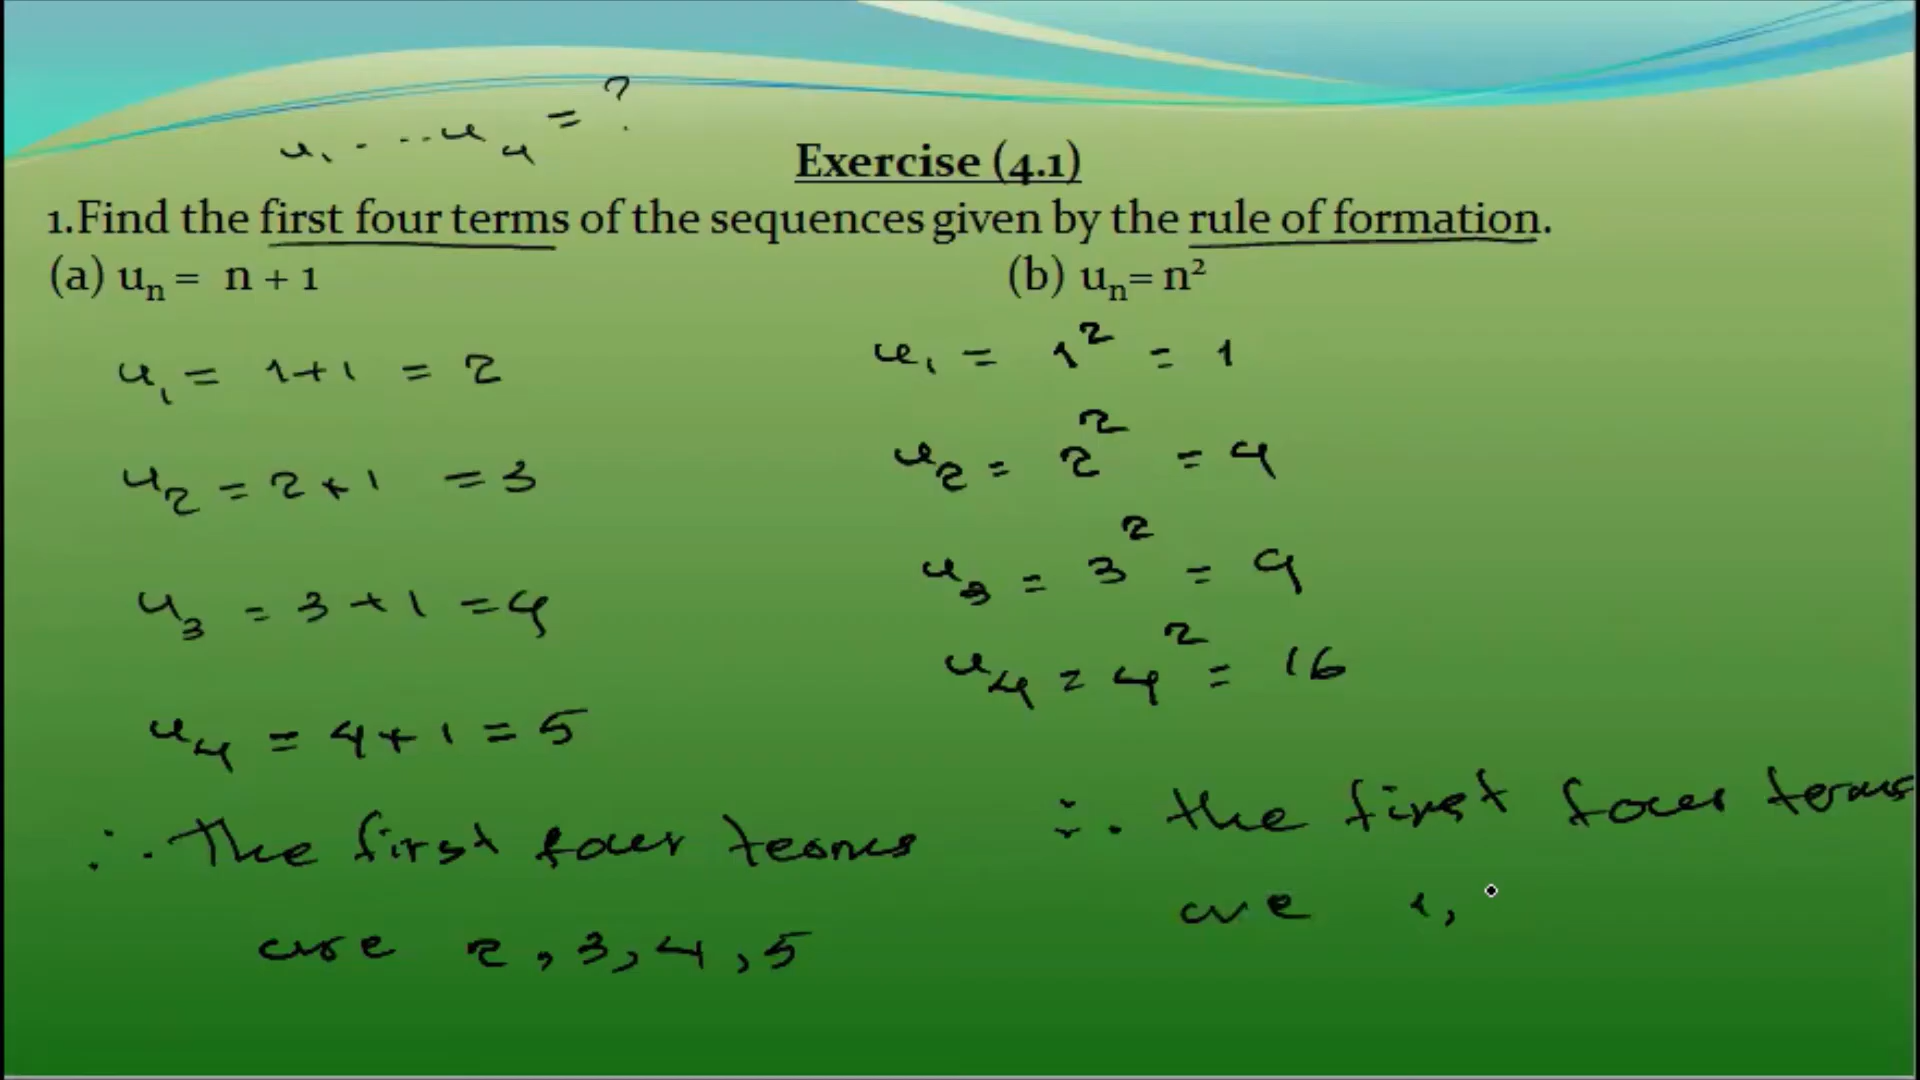 u₁ . . . . u₄ = ?
Exercise (4.1)
1.Find the first four terms of the sequences given by the rule of formation.
(a) uₙ = n + 1
u₁ = 1+1 = 2
u₂ = 2+1 = 3
u₃ = 3+1 = 4
u₄ = 4+1 = 5
∴ The first four terms
are 2, 3, 4, 5
(b) uₙ= n²
u₁ = 1² = 1
u₂ = 2² = 4
u₃ = 3² = 9
u₄ = 4² = 16
∴ the first four terms
are 1,